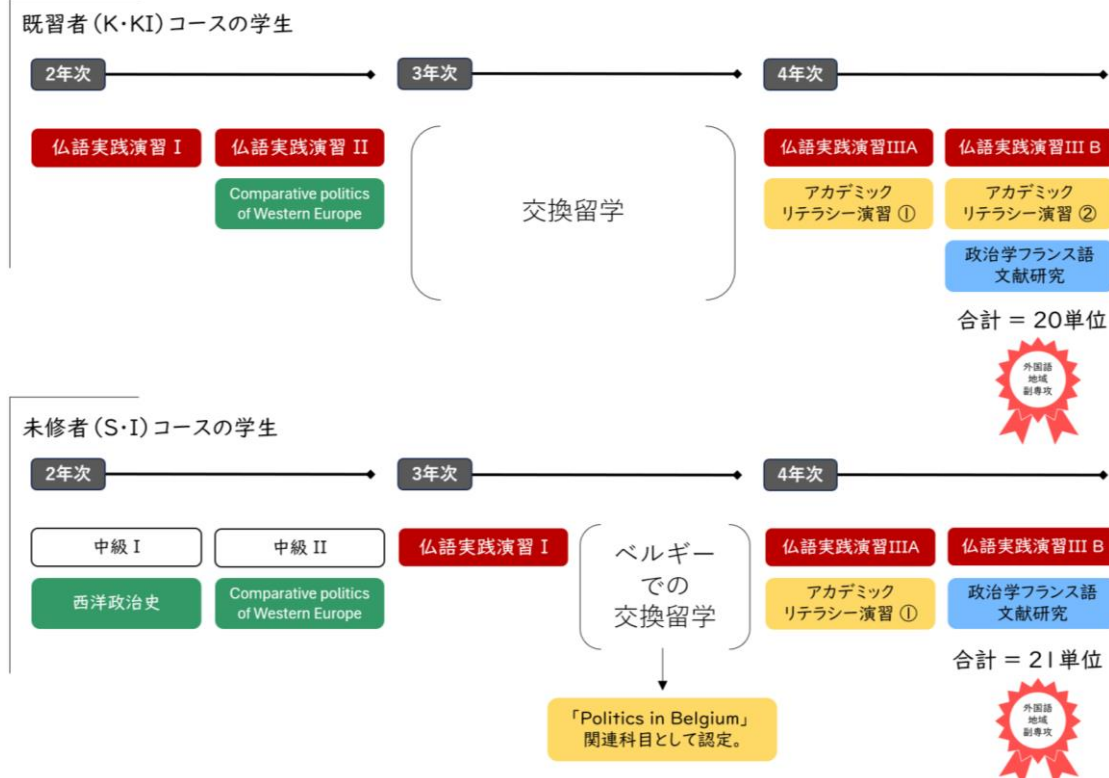 既習者(K・KI)コースの学生
2年次
3年次
4年次
仏語実践演習 I
仏語実践演習 II
仏語実践演習IIIA
仏語実践演習III B
Comparative politics
of Western Europe
交換留学
アカデミック
リテラシー演習 ①
アカデミック
リテラシー演習 ②
政治学フランス語
文献研究
合計 = 20単位
外国語
地域
副専攻
未修者(S・I)コースの学生
2年次
3年次
4年次
中級 I
中級 II
仏語実践演習 I
ベルギー
での
交換留学
仏語実践演習IIIA
仏語実践演習III B
西洋政治史
Comparative politics
of Western Europe
アカデミック
リテラシー演習 ①
政治学フランス語
文献研究
合計 = 21単位
「Politics in Belgium」
関連科目として認定。
外国語
地域
副専攻